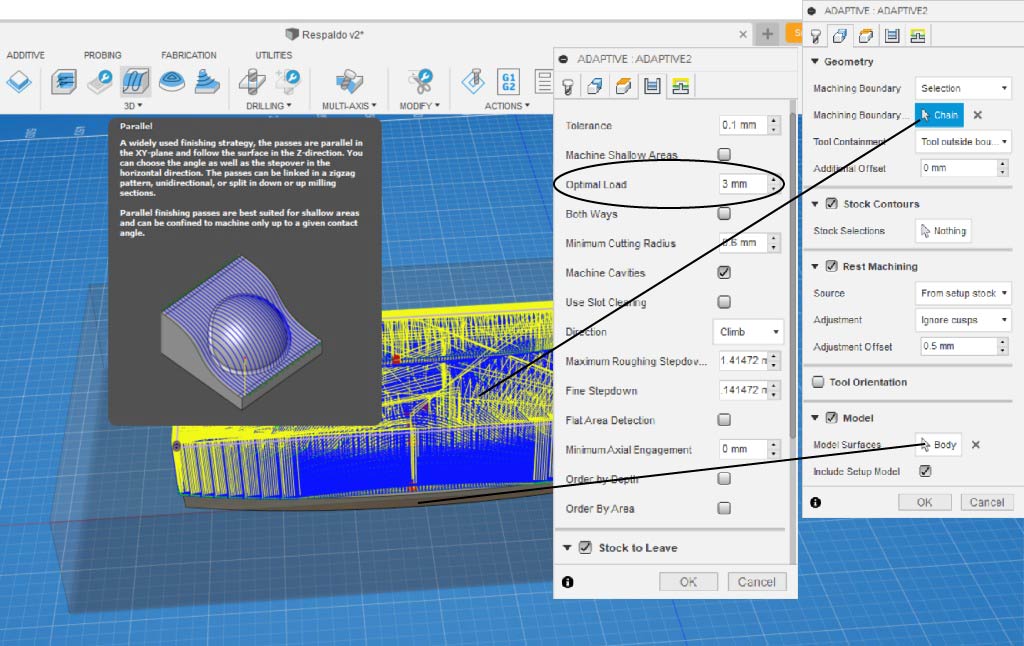 ADAPTIVE : ADAPTIVE2
Respaldo v2*
ADDITIVE
PROBING
FABRICATION
UTILITIES
G1
G2
3D
DRILLING
MULTI-AXIS
MODIFY
ACTIONS
Parallel
A widely used finishing strategy, the passes are parallel in
the XY-plane and follow the surface in the Z-direction. You
can choose the angle as well as the stepover in the
horizontal direction. The passes can be linked in a zigzag
pattern, unidirectional, or split in down or up milling
sections.
Parallel finishing passes are best suited for shallow areas
and can be confined to machine only up to a given contact
angle.
ADAPTIVE : ADAPTIVE2
Tolerance 0.1 mm
Machine Shallow Areas
Optimal Load 3 mm
Both Ways
Minimum Cutting Radius
Machine Cavities
Use Slot Clearing
Direction Climb
Maximum Roughing Stepdov...
Fine Stepdown
Flat Area Detection
Minimum Axial Engagement 0 mm
Order by Depth
Order By Area
Stock to Leave
OK Cancel
Geometry
Machining Boundary Selection
Machining Boundary... Chain
Tool Containment Tool outside bou...
Additional Offset 0 mm
Stock Contours
Stock Selections Nothing
Rest Machining
Source From setup stock
Adjustment Ignore cusps
Adjustment Offset 0.5 mm
Tool Orientation
Model
Model Surfaces Body
Include Setup Model
OK Cancel